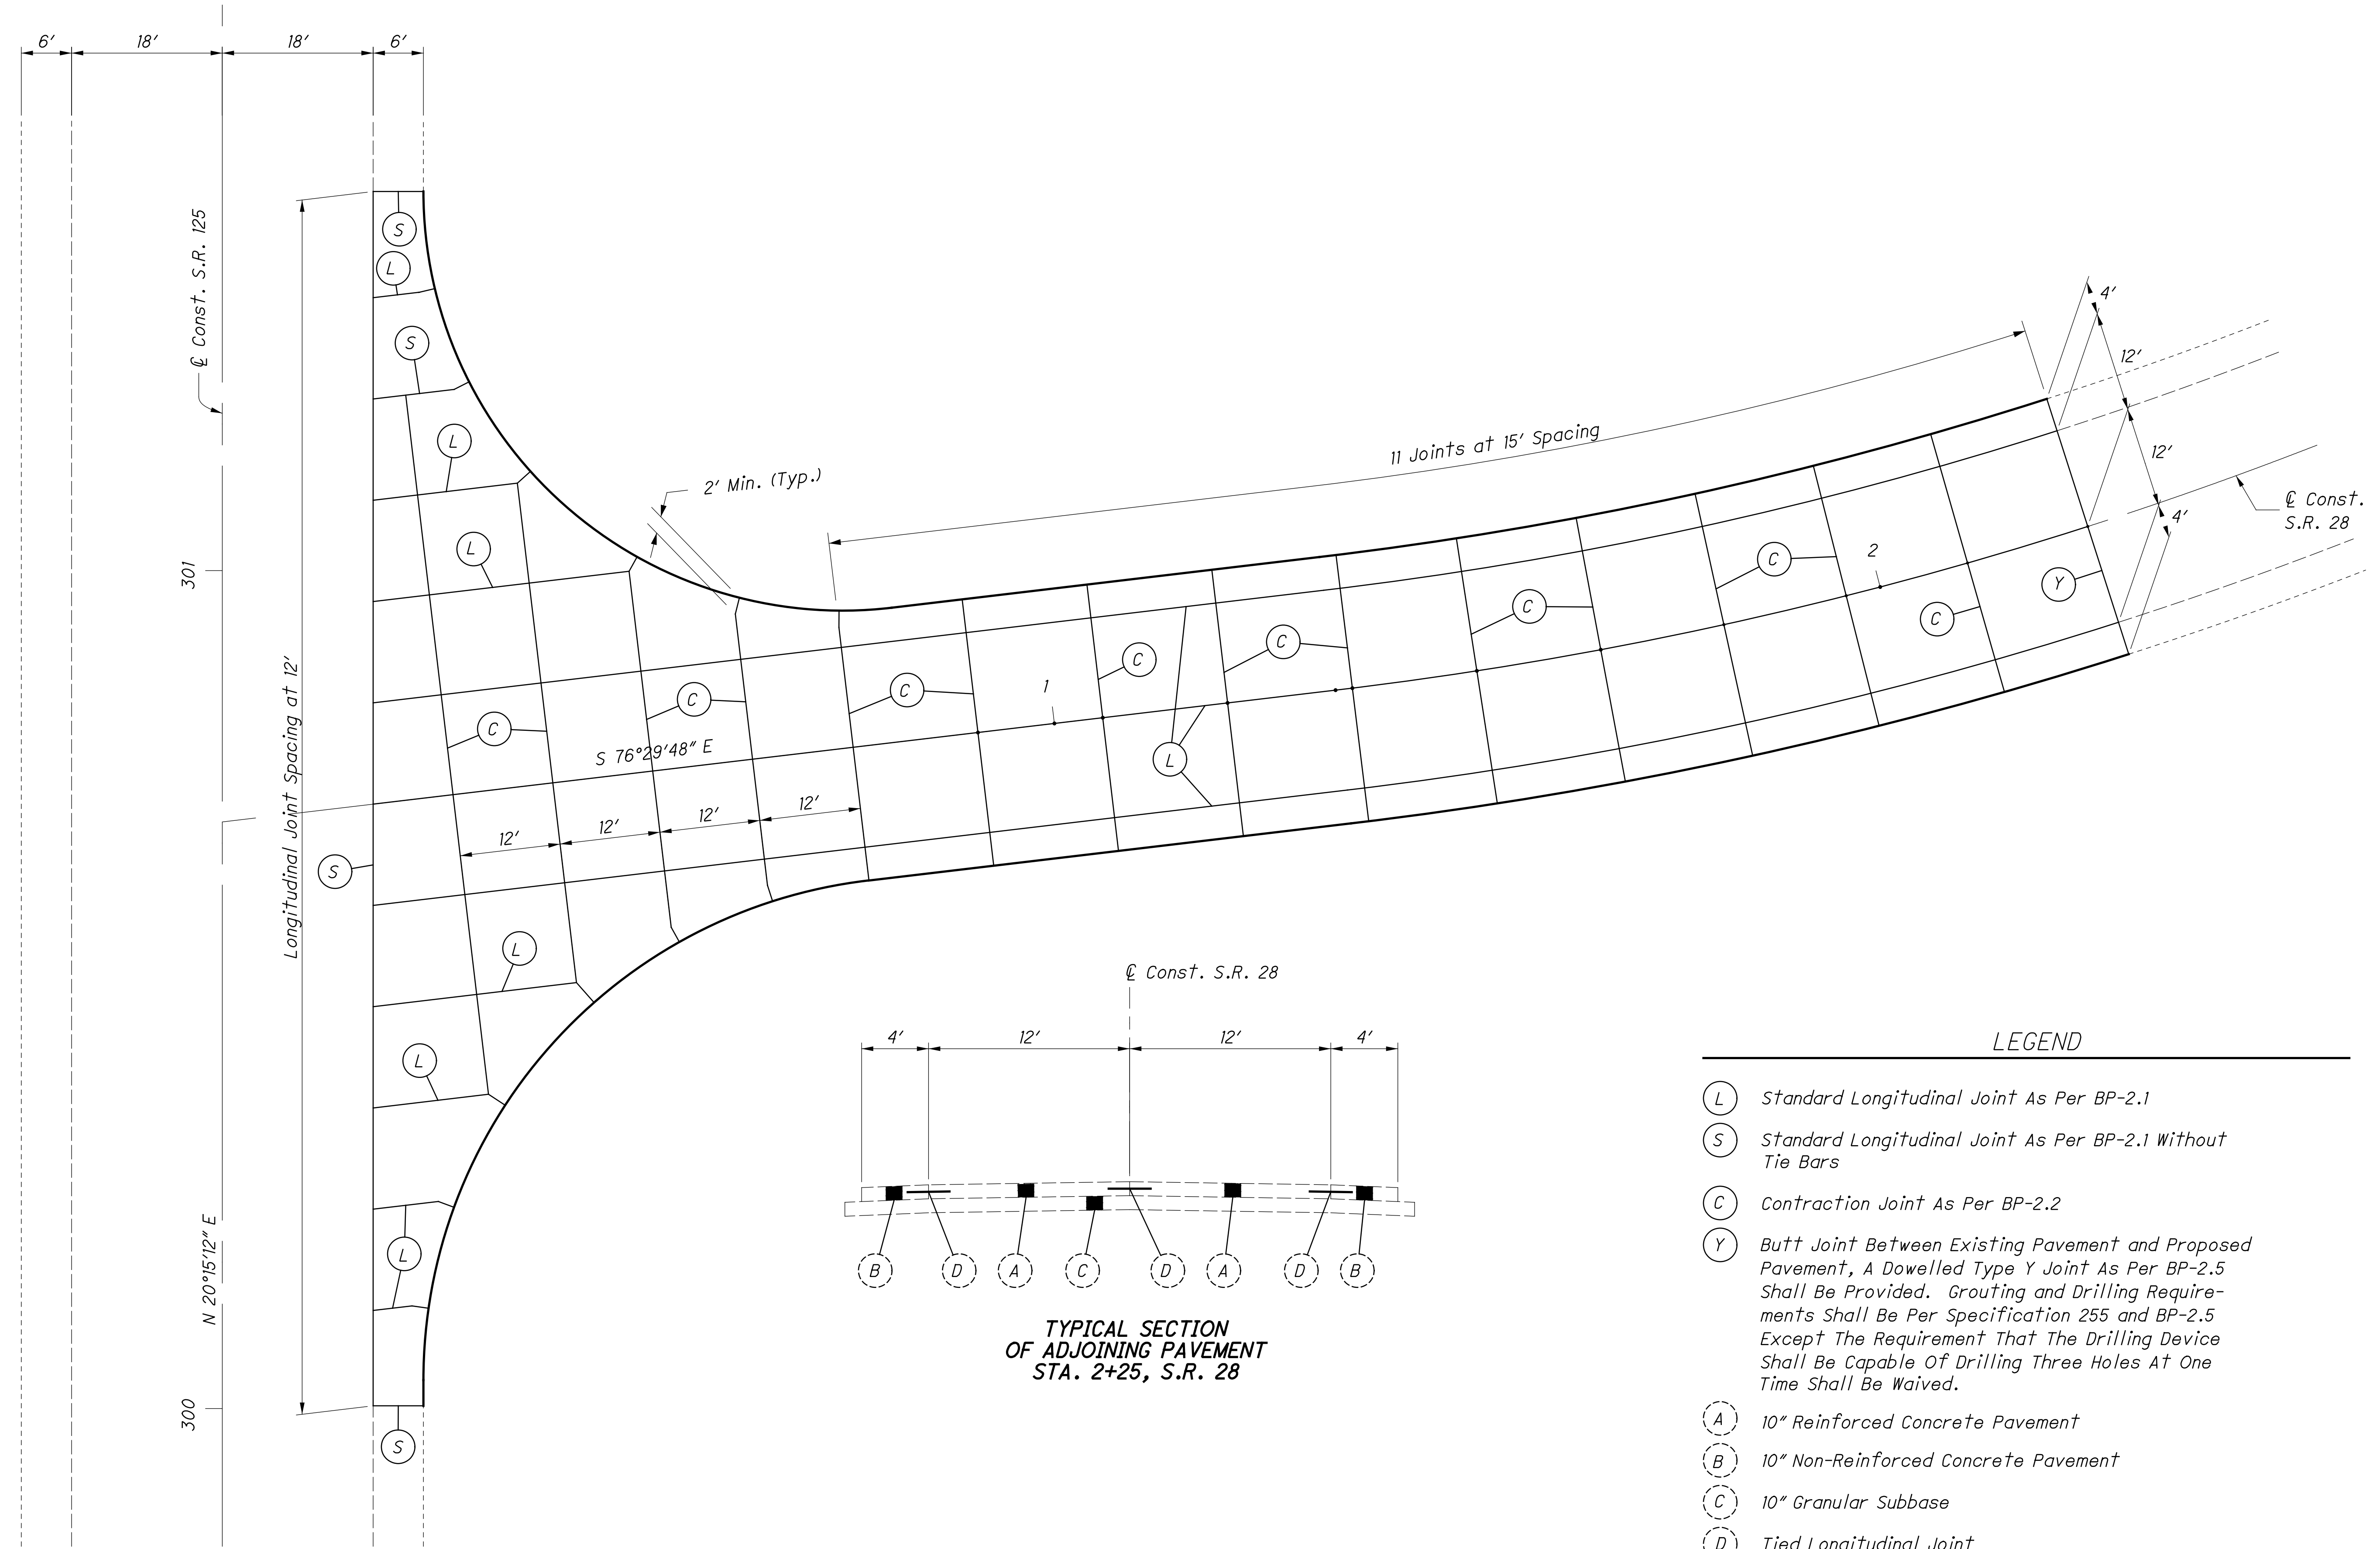 6′
18′
18′
6′
℄ Const. S.R. 125
S
L
S
L
L
301
2′ Min. (Typ.)
11 Joints at 15′ Spacing
4′
12′
12′
4′
℄ Const.
S.R. 28
Longitudinal Joint Spacing at 12′
C
C
C
C
C
C
C
C
Y
1
2
L
S 76°29′48″ E
12′
12′
12′
12′
S
L
L
L
N 20°15′12″ E
300
S
℄ Const. S.R. 28
4′
12′
12′
4′
B
D
A
C
D
A
D
B
TYPICAL SECTION
OF ADJOINING PAVEMENT
STA. 2+25, S.R. 28
LEGEND
L Standard Longitudinal Joint As Per BP-2.1
S Standard Longitudinal Joint As Per BP-2.1 Without
Tie Bars
C Contraction Joint As Per BP-2.2
Y Butt Joint Between Existing Pavement and Proposed
Pavement, A Dowelled Type Y Joint As Per BP-2.5
Shall Be Provided. Grouting and Drilling Require-
ments Shall Be Per Specification 255 and BP-2.5
Except The Requirement That The Drilling Device
Shall Be Capable Of Drilling Three Holes At One
Time Shall Be Waived.
A 10″ Reinforced Concrete Pavement
B 10″ Non-Reinforced Concrete Pavement
C 10″ Granular Subbase
D Tied Longitudinal Joint